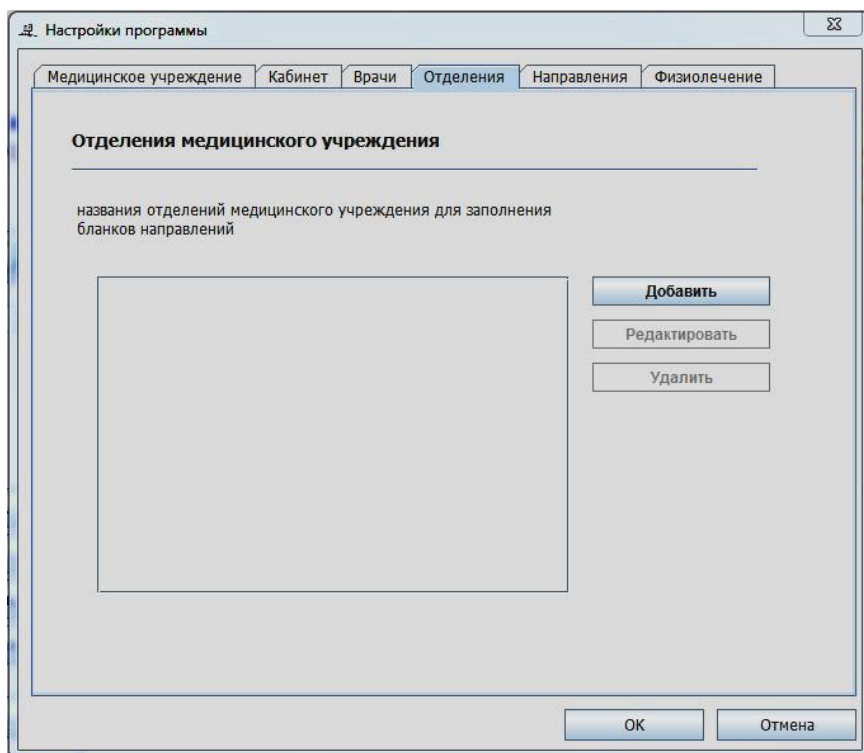 Настройки программы
Медицинское учреждение Кабинет Врачи Отделения Направления Физиолечение
Отделения медицинского учреждения
названия отделений медицинского учреждения для заполнения
бланков направлений
Добавить
Редактировать
Удалить
OK Отмена